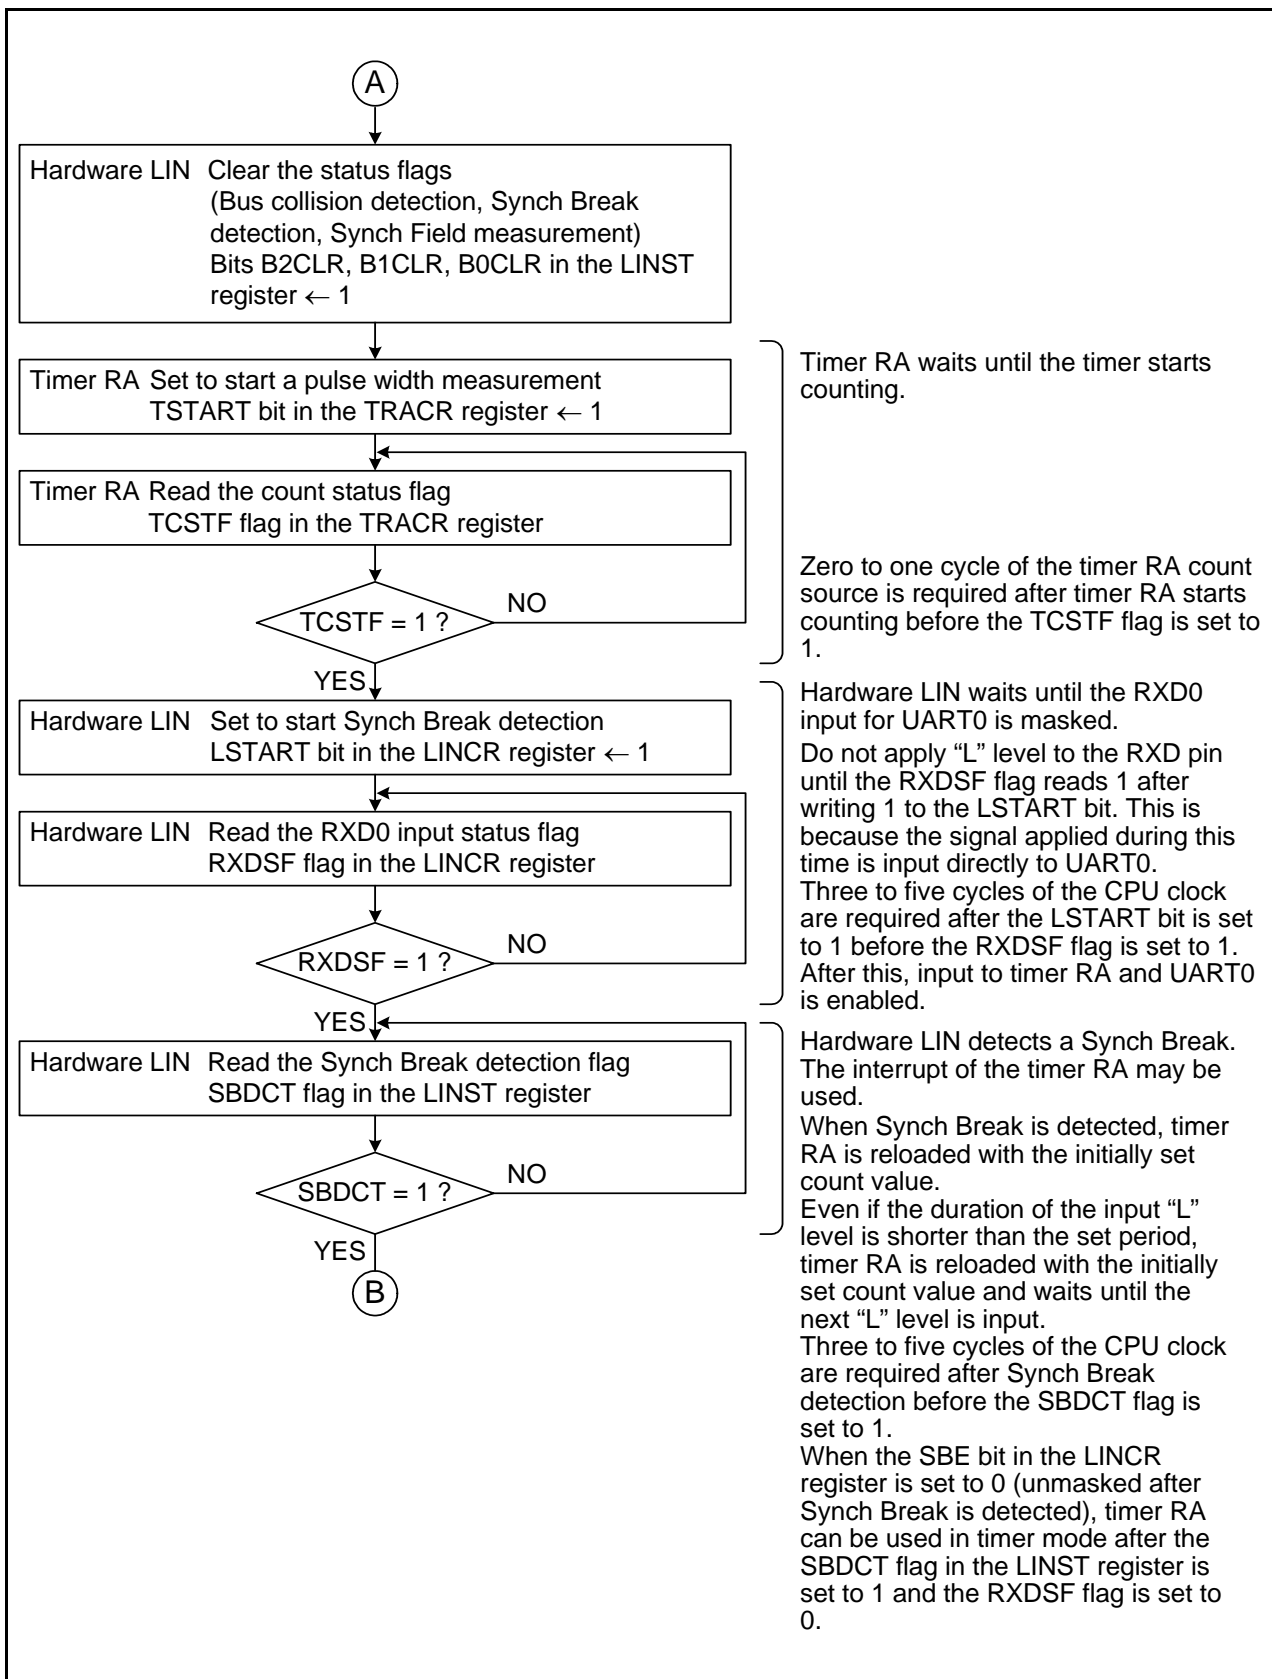 A
Hardware LIN Clear the status flags
(Bus collision detection, Synch Break
detection, Synch Field measurement)
Bits B2CLR, B1CLR, B0CLR in the LINST
register ← 1
Timer RA Set to start a pulse width measurement
TSTART bit in the TRACR register ← 1
Timer RA waits until the timer starts
counting.
Timer RA Read the count status flag
TCSTF flag in the TRACR register
TCSTF = 1 ?
NO
YES
Zero to one cycle of the timer RA count
source is required after timer RA starts
counting before the TCSTF flag is set to
1.
Hardware LIN Set to start Synch Break detection
LSTART bit in the LINCR register ← 1
Hardware LIN Read the RXD0 input status flag
RXDSF flag in the LINCR register
RXDSF = 1 ?
NO
YES
Hardware LIN waits until the RXD0
input for UART0 is masked.
Do not apply “L” level to the RXD pin
until the RXDSF flag reads 1 after
writing 1 to the LSTART bit. This is
because the signal applied during this
time is input directly to UART0.
Three to five cycles of the CPU clock
are required after the LSTART bit is set
to 1 before the RXDSF flag is set to 1.
After this, input to timer RA and UART0
is enabled.
Hardware LIN Read the Synch Break detection flag
SBDCT flag in the LINST register
SBDCT = 1 ?
NO
YES
B
Hardware LIN detects a Synch Break.
The interrupt of the timer RA may be
used.
When Synch Break is detected, timer
RA is reloaded with the initially set
count value.
Even if the duration of the input “L”
level is shorter than the set period,
timer RA is reloaded with the initially
set count value and waits until the
next “L” level is input.
Three to five cycles of the CPU clock
are required after Synch Break
detection before the SBDCT flag is
set to 1.
When the SBE bit in the LINCR
register is set to 0 (unmasked after
Synch Break is detected), timer RA
can be used in timer mode after the
SBDCT flag in the LINST register is
set to 1 and the RXDSF flag is set to
0.